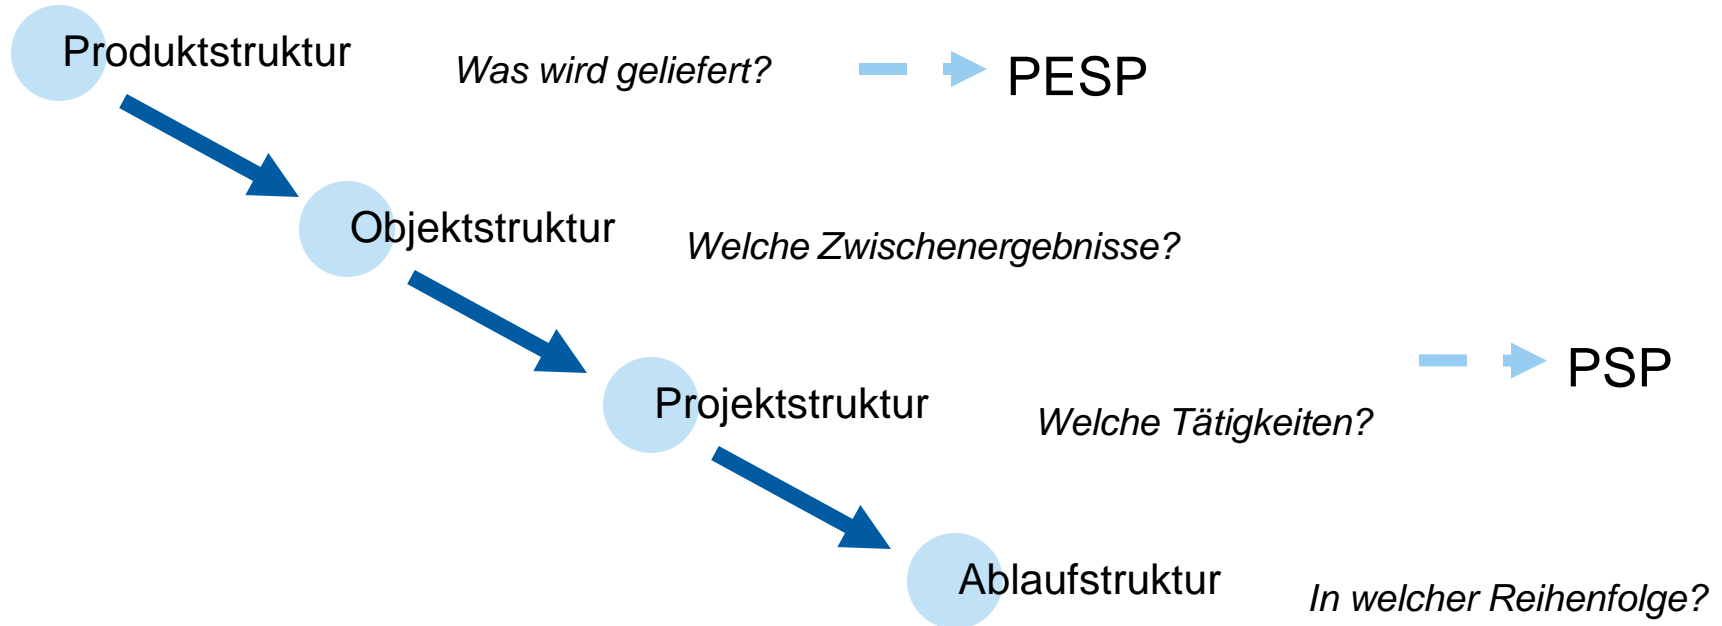 Produktstruktur
Was wird geliefert?
PESP
Objektstruktur
Welche Zwischenergebnisse?
Projektstruktur
Welche Tätigkeiten?
PSP
Ablaufstruktur
In welcher Reihenfolge?